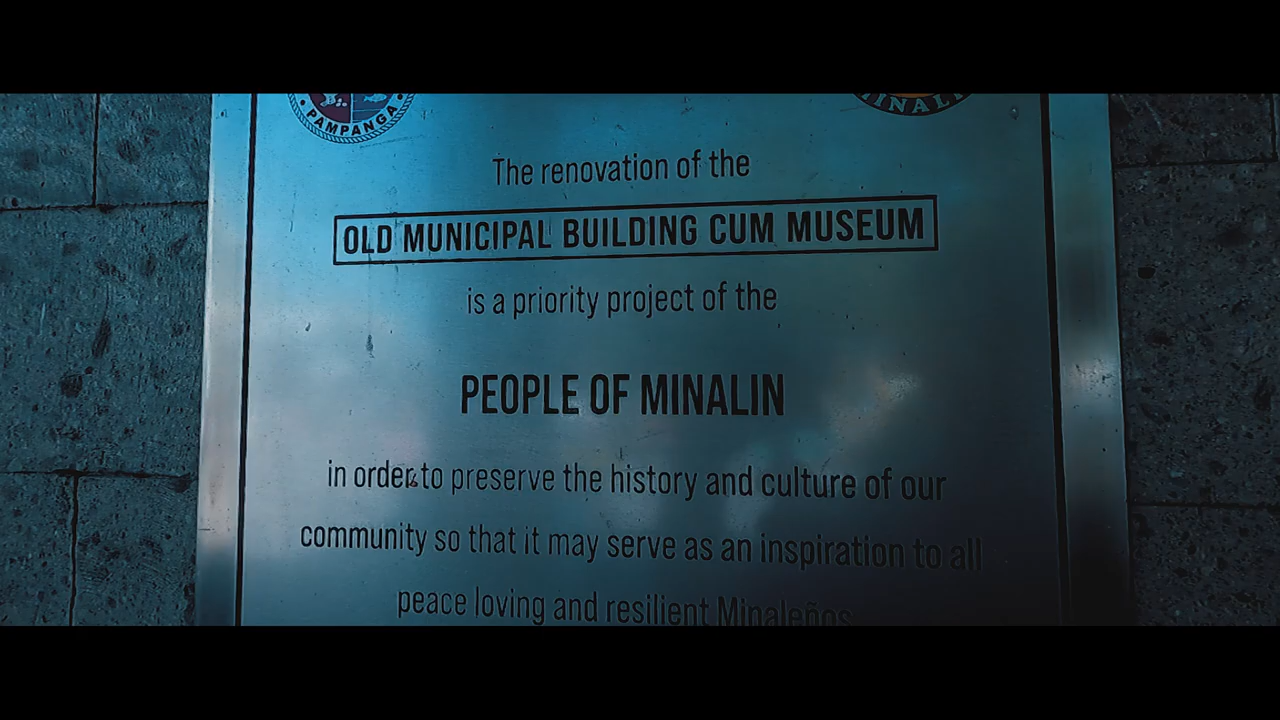 PAMPANGA
The renovation of the
OLD MUNICIPAL BUILDING CUM MUSEUM
is a priority project of the
PEOPLE OF MINALIN
in order to preserve the history and culture of our
community so that it may serve as an inspiration to all
peace loving and resilient Minaleños